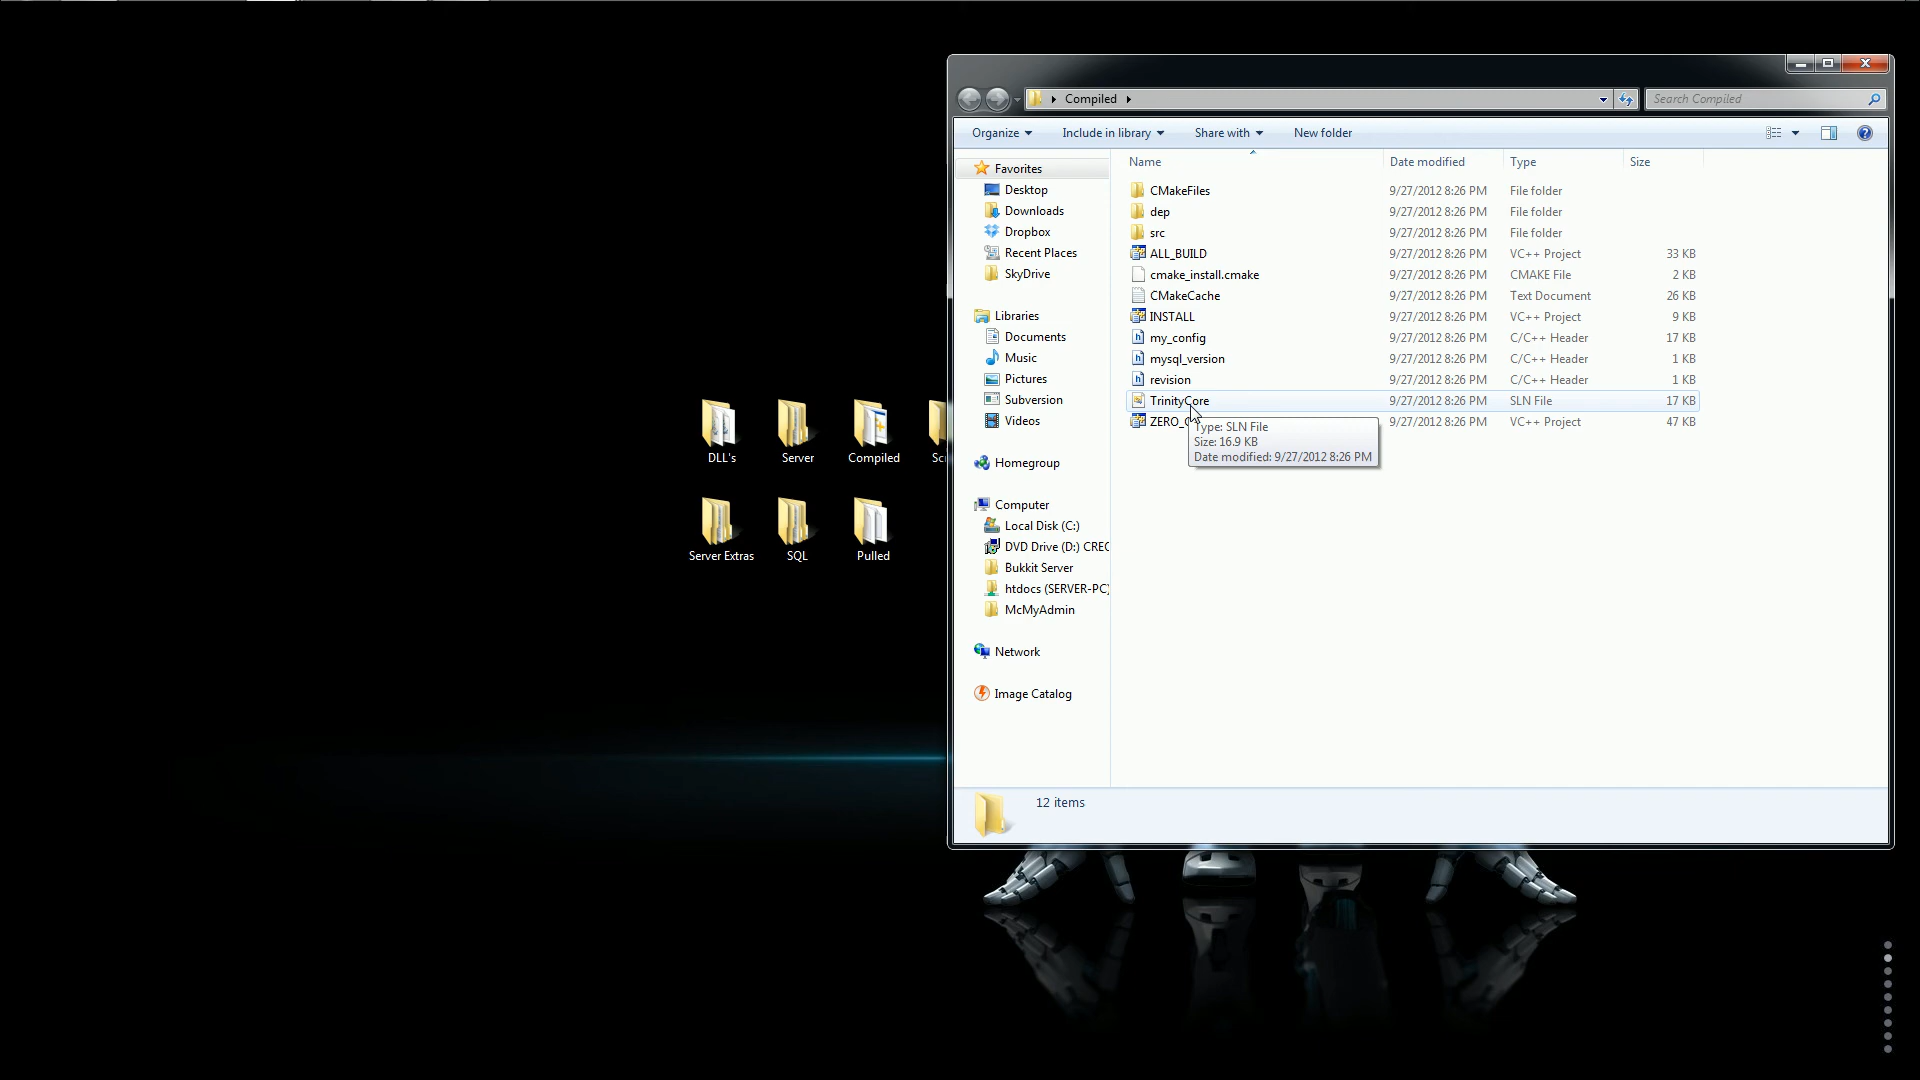 Compiled
Search Compiled
Organize Include in library Share with New folder
Name Date modified Type Size
Favorites
Desktop
Downloads
Dropbox
Recent Places
SkyDrive
Libraries
Documents
Music
Pictures
Subversion
Videos
Homegroup
Computer
Local Disk (C:)
DVD Drive (D:) CREC
Bukkit Server
htdocs (SERVER-PC)
McMyAdmin
Network
Image Catalog
CMakeFiles 9/27/2012 8:26 PM File folder
dep 9/27/2012 8:26 PM File folder
src 9/27/2012 8:26 PM File folder
ALL_BUILD 9/27/2012 8:26 PM VC++ Project 33 KB
cmake_install.cmake 9/27/2012 8:26 PM CMAKE File 2 KB
CMakeCache 9/27/2012 8:26 PM Text Document 26 KB
INSTALL 9/27/2012 8:26 PM VC++ Project 9 KB
my_config 9/27/2012 8:26 PM C/C++ Header 17 KB
mysql_version 9/27/2012 8:26 PM C/C++ Header 1 KB
revision 9/27/2012 8:26 PM C/C++ Header 1 KB
TrinityCore 9/27/2012 8:26 PM SLN File 17 KB
ZERO_ 9/27/2012 8:26 PM VC++ Project 47 KB
Type: SLN File
Size: 16.9 KB
Date modified: 9/27/2012 8:26 PM
12 items
DLL's Server Compiled
Server Extras SQL Pulled